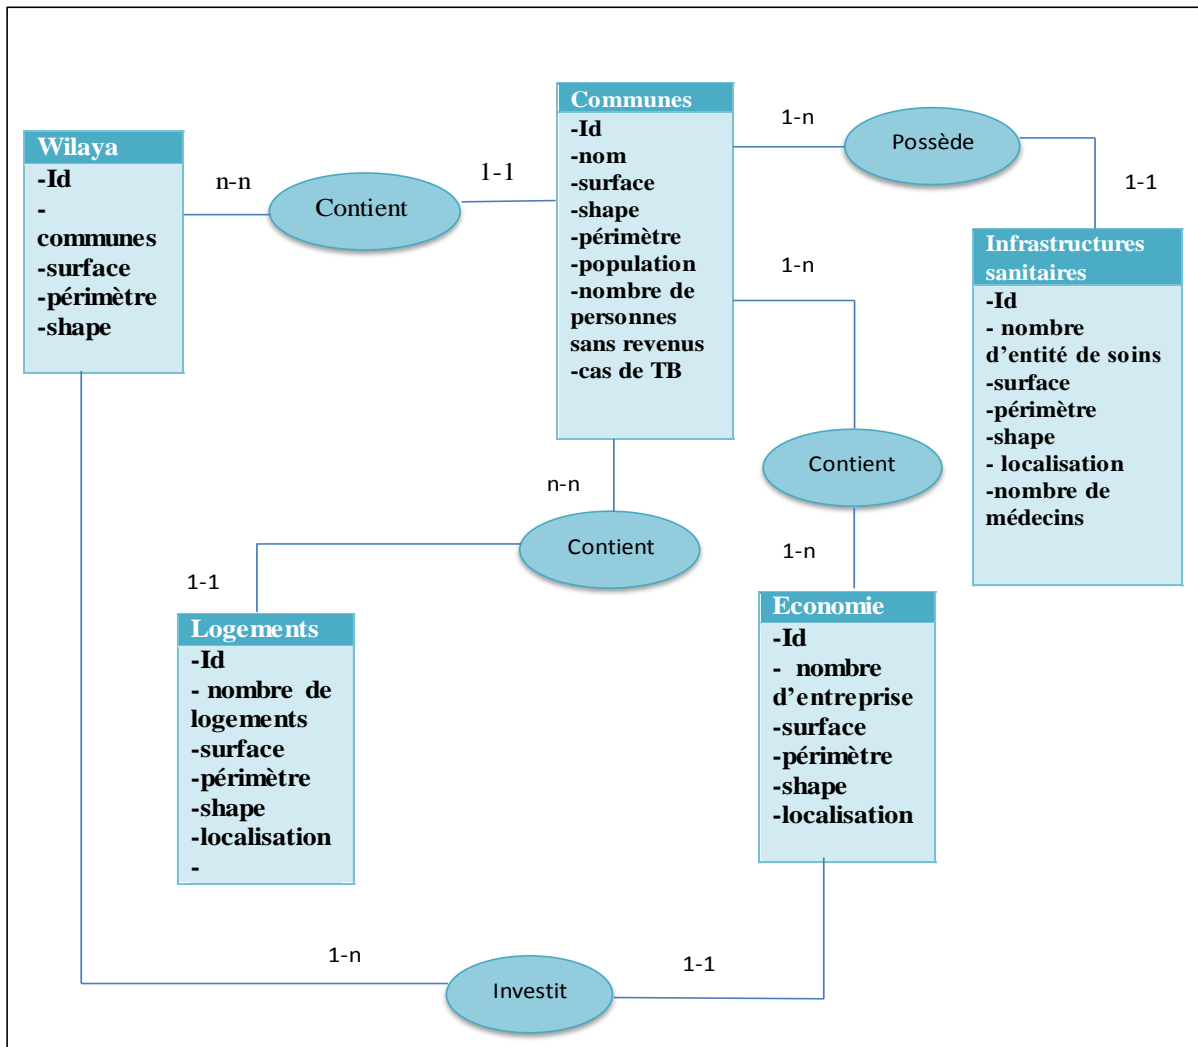 Wilaya
-Id
-
communes
-surface
-périmètre
-shape
n-n
Contient
1-1
Communes
-Id
-nom
-surface
-shape
-périmètre
-population
-nombre de
personnes
sans revenus
-cas de TB
1-n
Possède
1-1
Infrastructures
sanitaires
-Id
- nombre
d’entité de soins
-surface
-périmètre
-shape
- localisation
-nombre de
médecins
1-n
Contient
1-n
n-n
Contient
1-1
Logements
-Id
- nombre de
logements
-surface
-périmètre
-shape
-localisation
-
Economie
-Id
- nombre
d’entreprise
-surface
-périmètre
-shape
-localisation
1-n
Investit
1-1